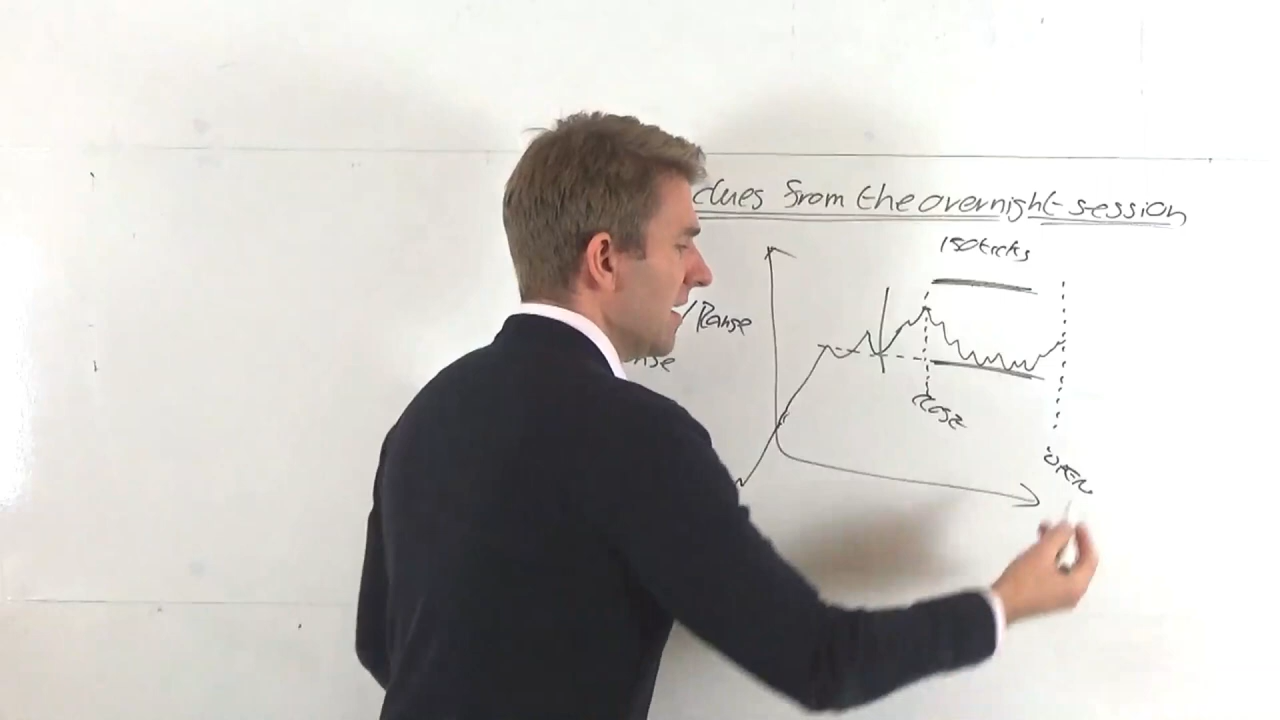 clues from the overnight session
150ticks
/Range
close
OPEN